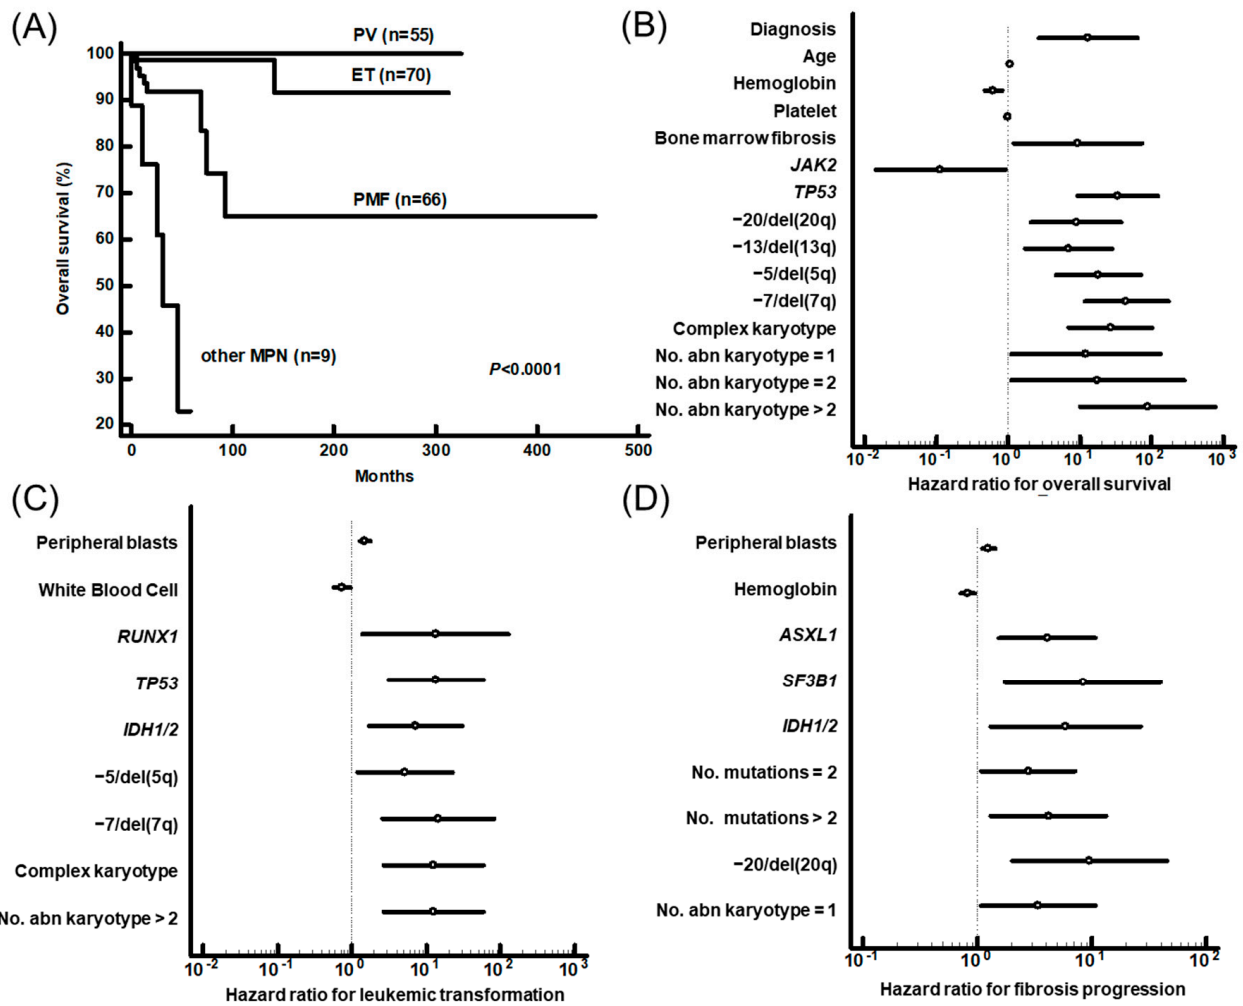 (A)
PV (n=55)
ET (n=70)
PMF (n=66)
other MPN (n=9)
P<0.0001
Overall survival (%)
100
90
80
70
60
50
40
30
20
0 100 200 300 400 500
Months
(B)
Diagnosis
Age
Hemoglobin
Platelet
Bone marrow fibrosis
JAK2
TP53
−20/del(20q)
−13/del(13q)
−5/del(5q)
−7/del(7q)
Complex karyotype
No. abn karyotype = 1
No. abn karyotype = 2
No. abn karyotype > 2
10⁻² 10⁻¹ 10⁰ 10¹ 10² 10³
Hazard ratio for_overall survival
(C)
Peripheral blasts
White Blood Cell
RUNX1
TP53
IDH1/2
−5/del(5q)
−7/del(7q)
Complex karyotype
No. abn karyotype > 2
10⁻² 10⁻¹ 10⁰ 10¹ 10² 10³
Hazard ratio for leukemic transformation
(D)
Peripheral blasts
Hemoglobin
ASXL1
SF3B1
IDH1/2
No. mutations = 2
No. mutations > 2
−20/del(20q)
No. abn karyotype = 1
10⁻¹ 10⁰ 10¹ 10²
Hazard ratio for fibrosis progression